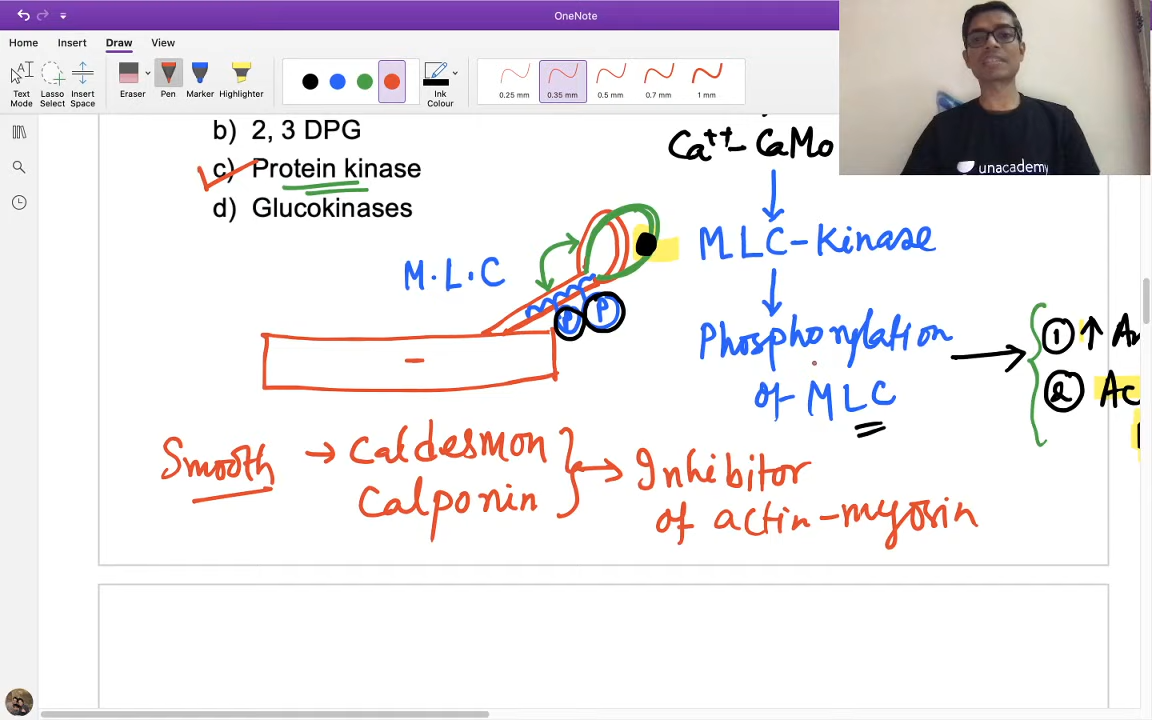 OneNote
Home Insert Draw View
Text Mode
Lasso Select
Insert Space
Eraser
Pen
Marker
Highlighter
Ink Colour
0.25 mm
0.35 mm
0.5 mm
0.7 mm
1 mm
unacademy
b) 2, 3 DPG
c) Protein kinase
d) Glucokinases
Ca++-CaMo
MLC-Kinase
M.L.C
P P
Phosphorylation
of MLC
① ↑ An
② Ac
Smooth → Caldesmon
Calponin
→ Inhibitor
of actin-myosin